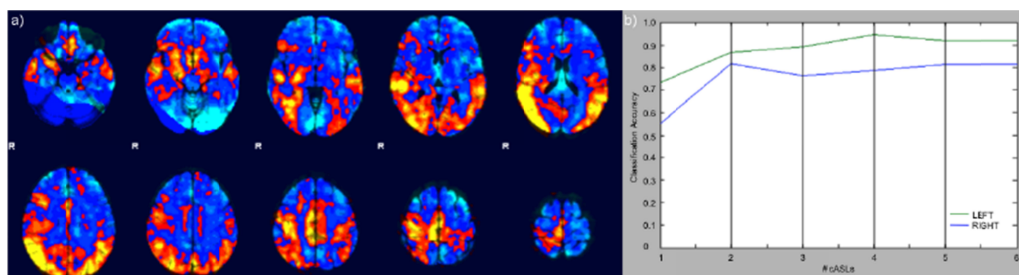 a)
R
R
R
R
R
b)
1.0
0.9
0.8
0.7
0.6
0.5
0.4
0.3
0.2
0.1
0
Classification Accuracy
LEFT
RIGHT
1
2
3
4
5
6
# cASLs